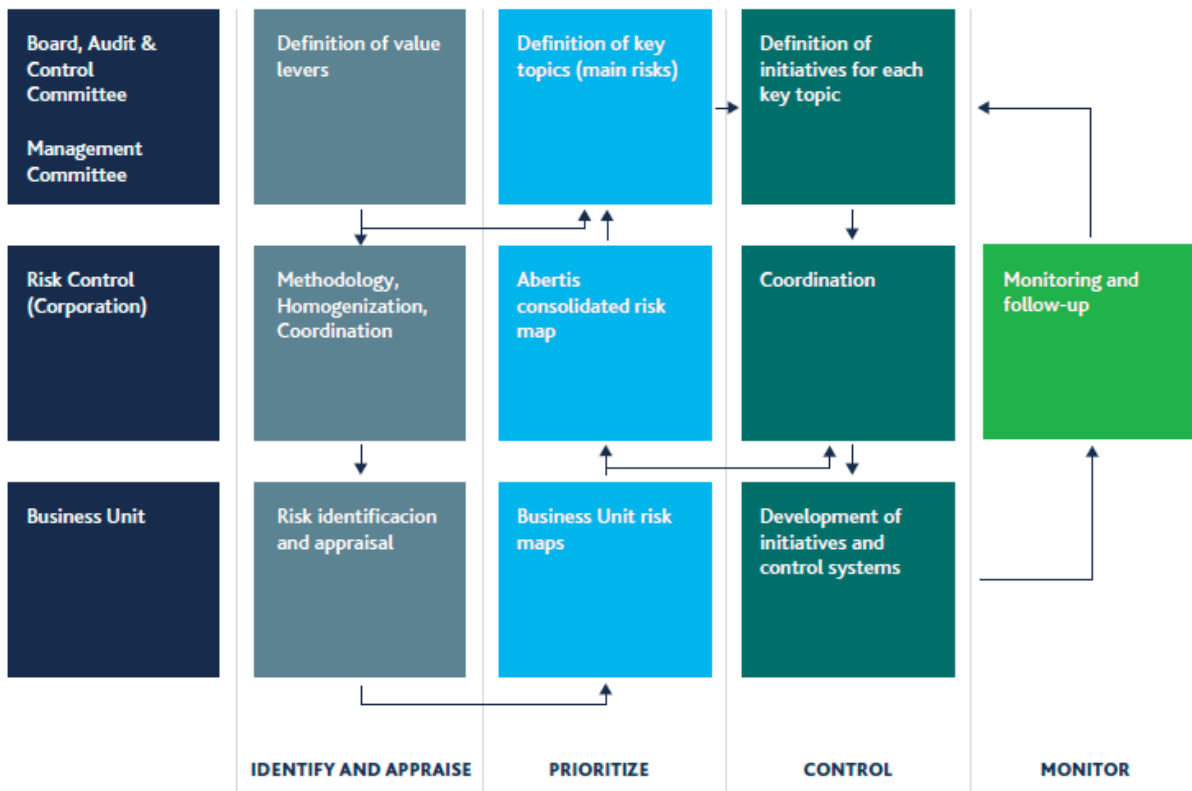 Board, Audit &
Control
Committee
Management
Committee
Definition of value
levers
Definition of key
topics (main risks)
Definition of
initiatives for each
key topic
Risk Control
(Corporation)
Methodology,
Homogenization,
Coordination
Abertis
consolidated risk
map
Coordination
Monitoring and
follow-up
Business Unit
Risk identificacion
and appraisal
Business Unit risk
maps
Development of
initiatives and
control systems
IDENTIFY AND APPRAISE
PRIORITIZE
CONTROL
MONITOR